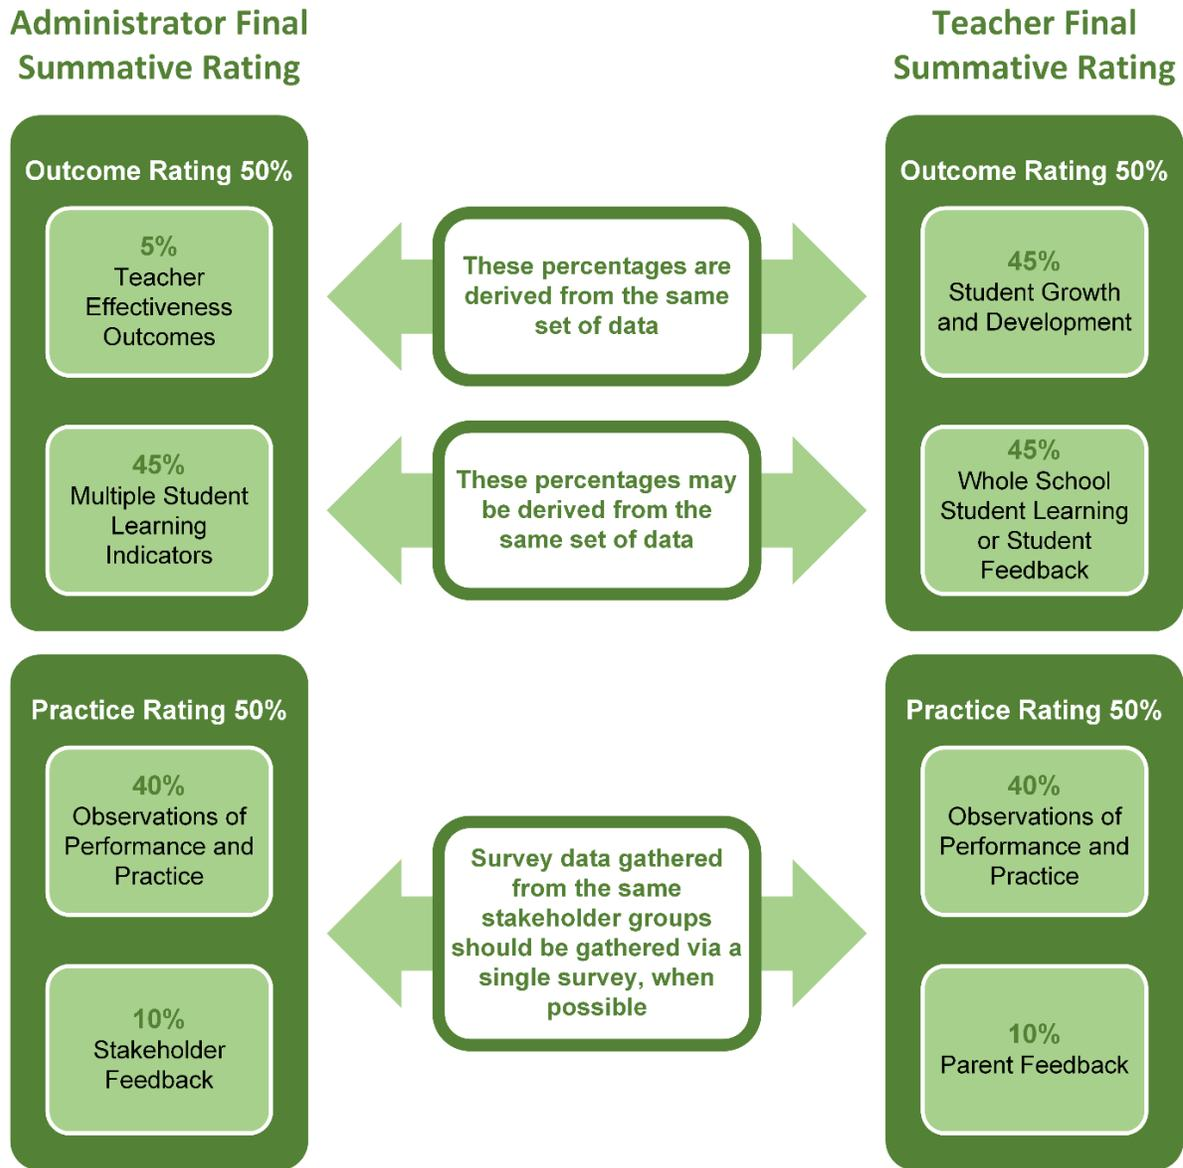 Administrator Final
Summative Rating
Outcome Rating 50%
5%
Teacher
Effectiveness
Outcomes
45%
Multiple Student
Learning
Indicators
Practice Rating 50%
40%
Observations of
Performance and
Practice
10%
Stakeholder
Feedback
These percentages are
derived from the same
set of data
These percentages may
be derived from the
same set of data
Survey data gathered
from the same
stakeholder groups
should be gathered via a
single survey, when
possible
Teacher Final
Summative Rating
Outcome Rating 50%
45%
Student Growth
and Development
45%
Whole School
Student Learning
or Student
Feedback
Practice Rating 50%
40%
Observations of
Performance and
Practice
10%
Parent Feedback